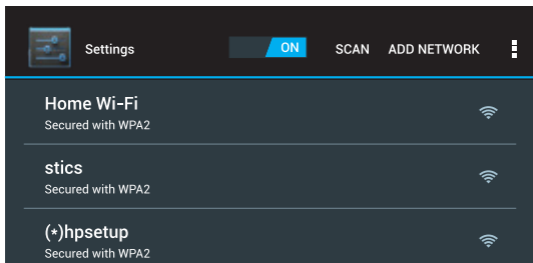 Settings ON SCAN ADD NETWORK
Home Wi-Fi
Secured with WPA2
stics
Secured with WPA2
(*)hpsetup
Secured with WPA2